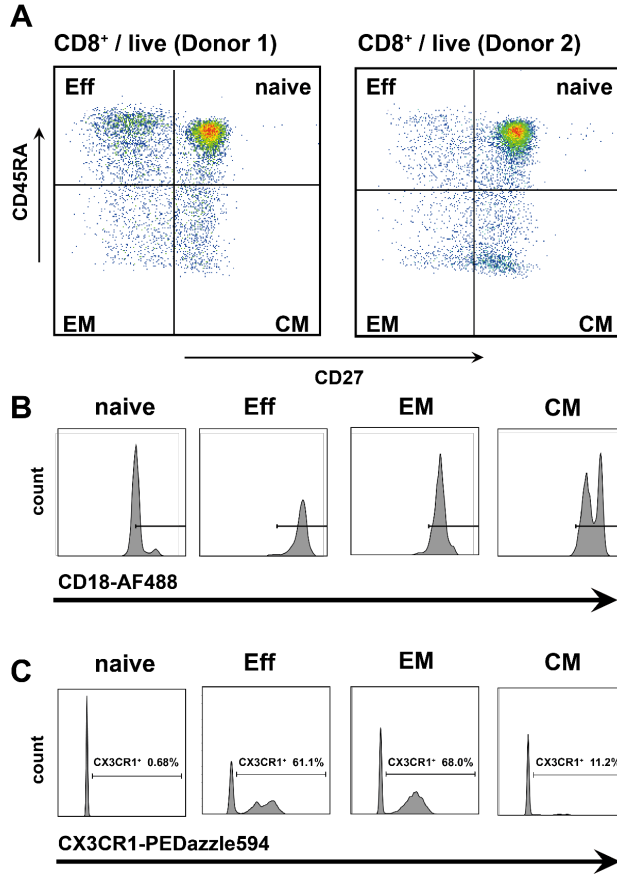 A
CD8⁺ / live (Donor 1) CD8⁺ / live (Donor 2)
Eff naive Eff naive
CD45RA
EM CM EM CM
CD27
B
naive Eff EM CM
count
CD18-AF488
C
naive Eff EM CM
count
CX3CR1⁺ 0.68% CX3CR1⁺ 61.1% CX3CR1⁺ 68.0% CX3CR1⁺ 11.2%
CX3CR1-PEDazzle594